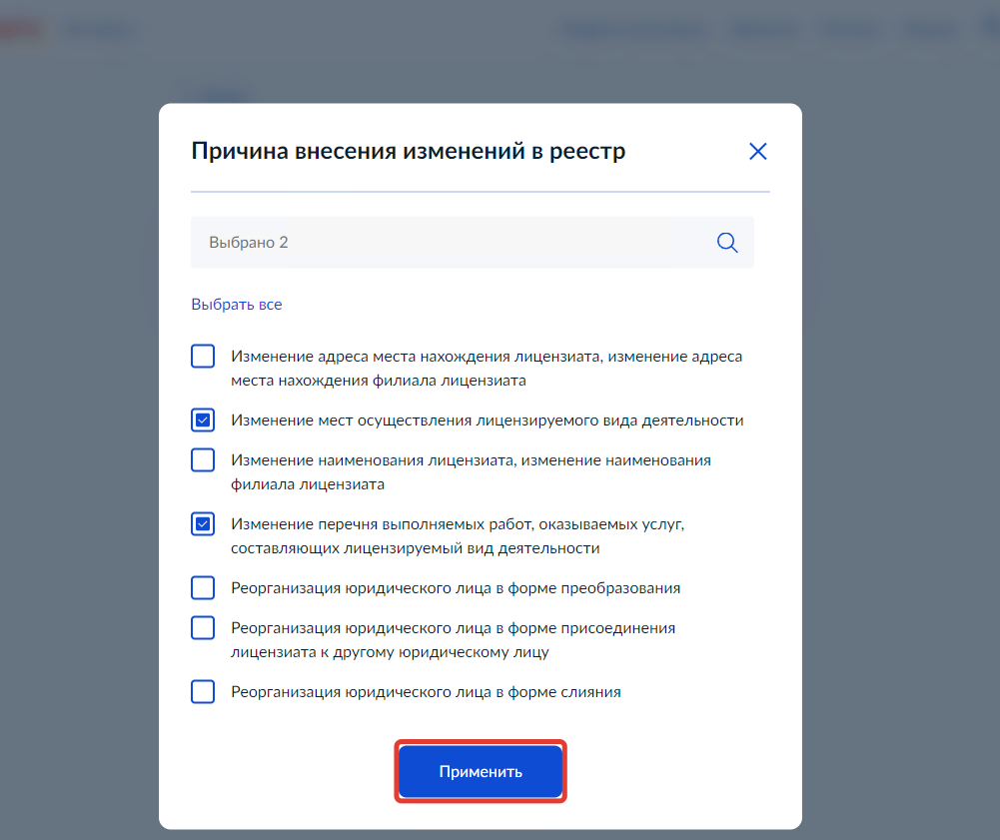 Причина внесения изменений в реестр
Выбрано 2
Выбрать все
Изменение адреса места нахождения лицензиата, изменение адреса
места нахождения филиала лицензиата
Изменение мест осуществления лицензируемого вида деятельности
Изменение наименования лицензиата, изменение наименования
филиала лицензиата
Изменение перечня выполняемых работ, оказываемых услуг,
составляющих лицензируемый вид деятельности
Реорганизация юридического лица в форме преобразования
Реорганизация юридического лица в форме присоединения
лицензиата к другому юридическому лицу
Реорганизация юридического лица в форме слияния
Применить